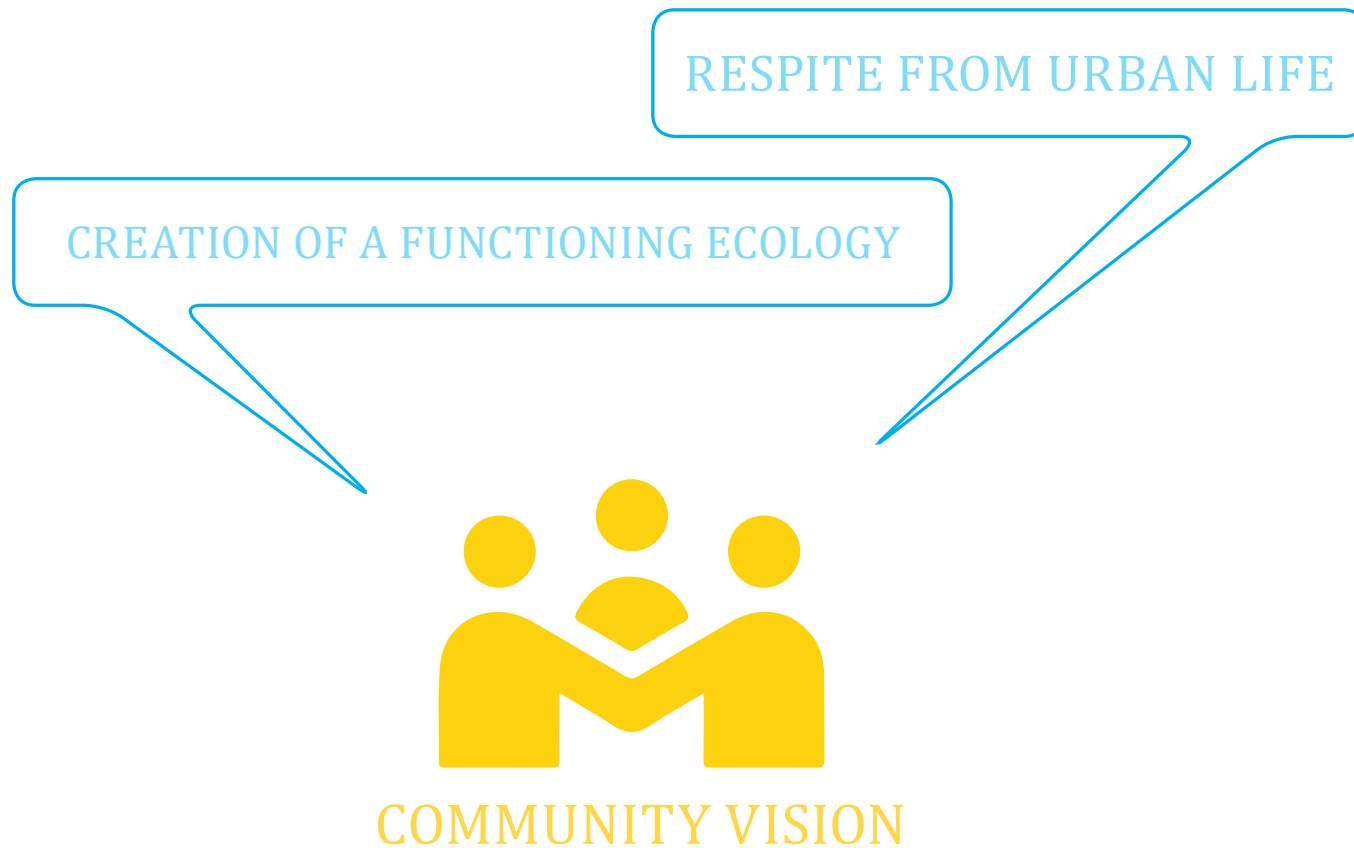 RESPITE FROM URBAN LIFE
CREATION OF A FUNCTIONING ECOLOGY
COMMUNITY VISION